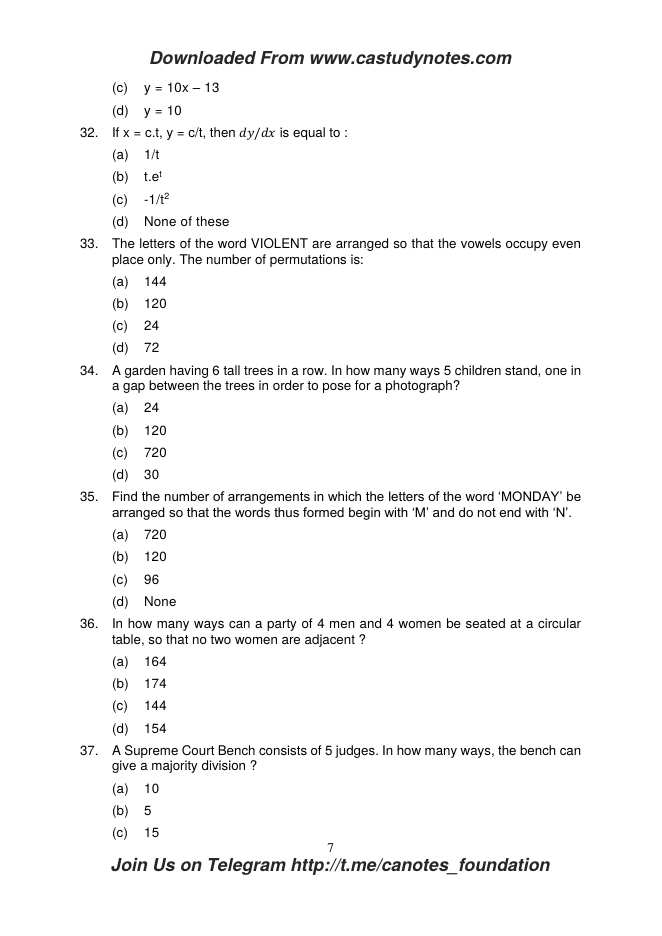 Downloaded From www.castudynotes.com
(c) y = 10x – 13
(d) y = 10
32. If x = c.t, y = c/t, then dy/dx is equal to :
(a) 1/t
(b) t.eᵗ
(c) -1/t²
(d) None of these
33. The letters of the word VIOLENT are arranged so that the vowels occupy even
place only. The number of permutations is:
(a) 144
(b) 120
(c) 24
(d) 72
34. A garden having 6 tall trees in a row. In how many ways 5 children stand, one in
a gap between the trees in order to pose for a photograph?
(a) 24
(b) 120
(c) 720
(d) 30
35. Find the number of arrangements in which the letters of the word ‘MONDAY’ be
arranged so that the words thus formed begin with ‘M’ and do not end with ‘N’.
(a) 720
(b) 120
(c) 96
(d) None
36. In how many ways can a party of 4 men and 4 women be seated at a circular
table, so that no two women are adjacent ?
(a) 164
(b) 174
(c) 144
(d) 154
37. A Supreme Court Bench consists of 5 judges. In how many ways, the bench can
give a majority division ?
(a) 10
(b) 5
(c) 15
7
Join Us on Telegram http://t.me/canotes_foundation